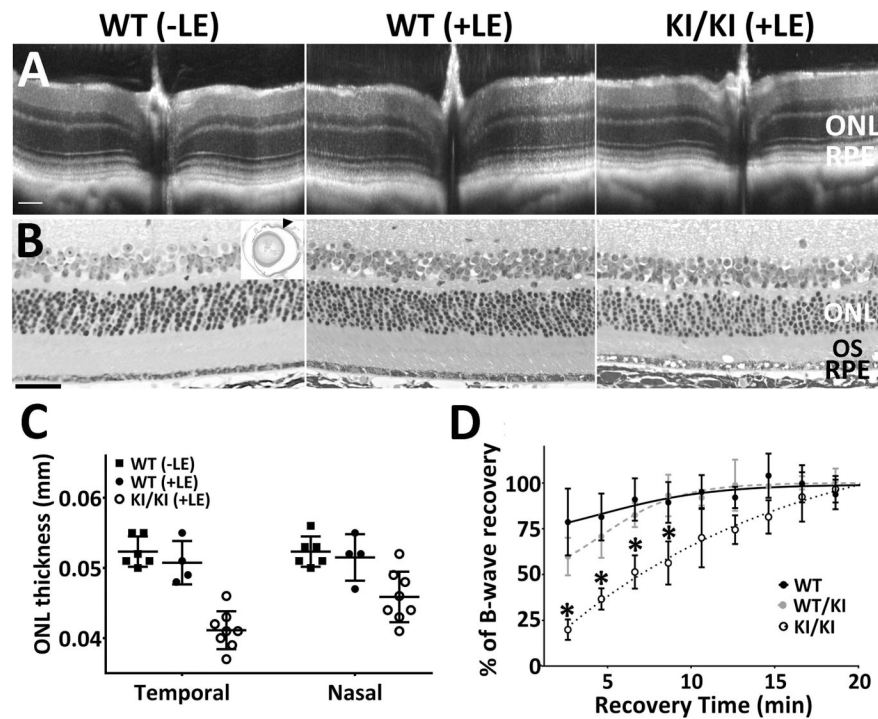 WT (-LE) WT (+LE) KI/KI (+LE)
A
ONL
RPE
B
ONL
OS
RPE
C
WT (-LE)
WT (+LE)
KI/KI (+LE)
ONL thickness (mm)
0.06
0.05
0.04
Temporal Nasal
D
% of B-wave recovery
100
75
50
25
0
* * * *
WT
WT/KI
KI/KI
5 10 15 20
Recovery Time (min)